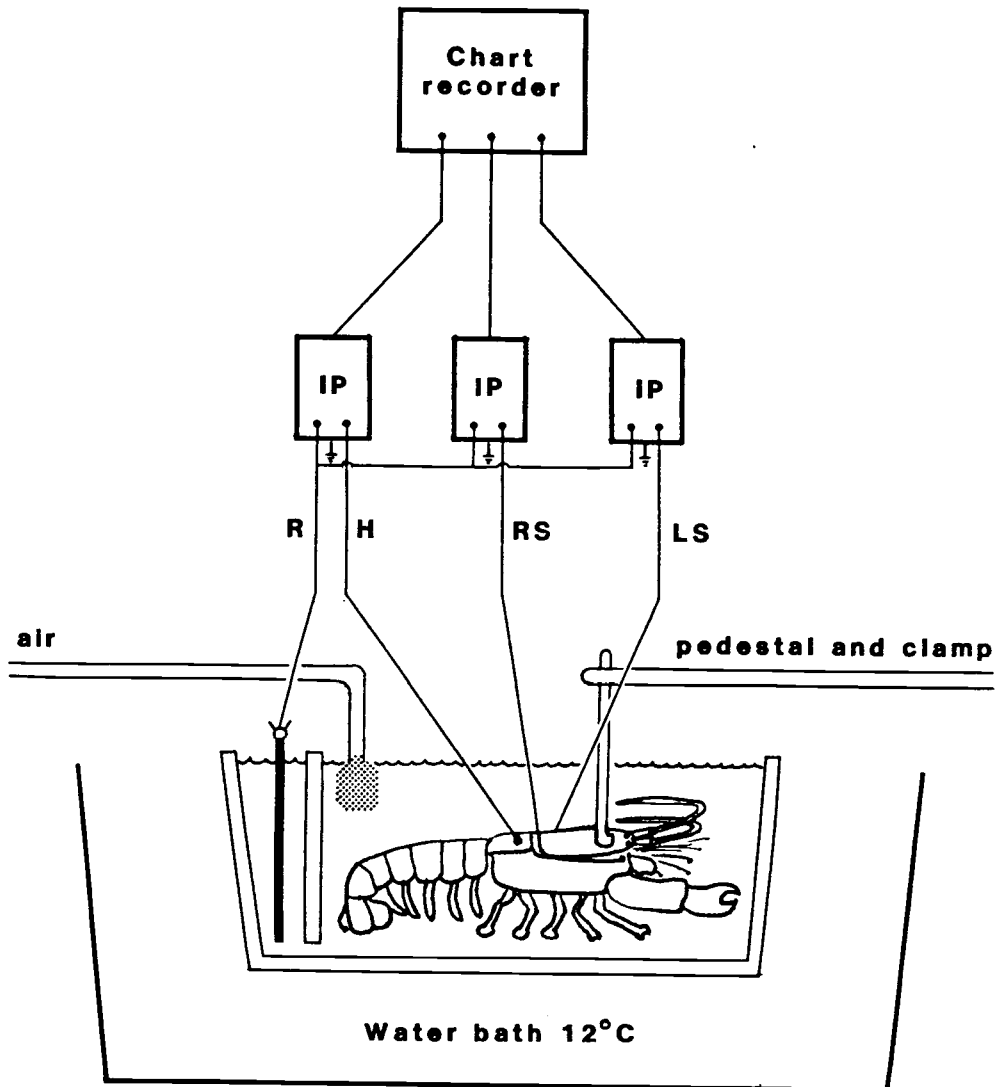 Chart
recorder
IP
IP
IP
R
H
RS
LS
air
pedestal and clamp
Water bath 12°C